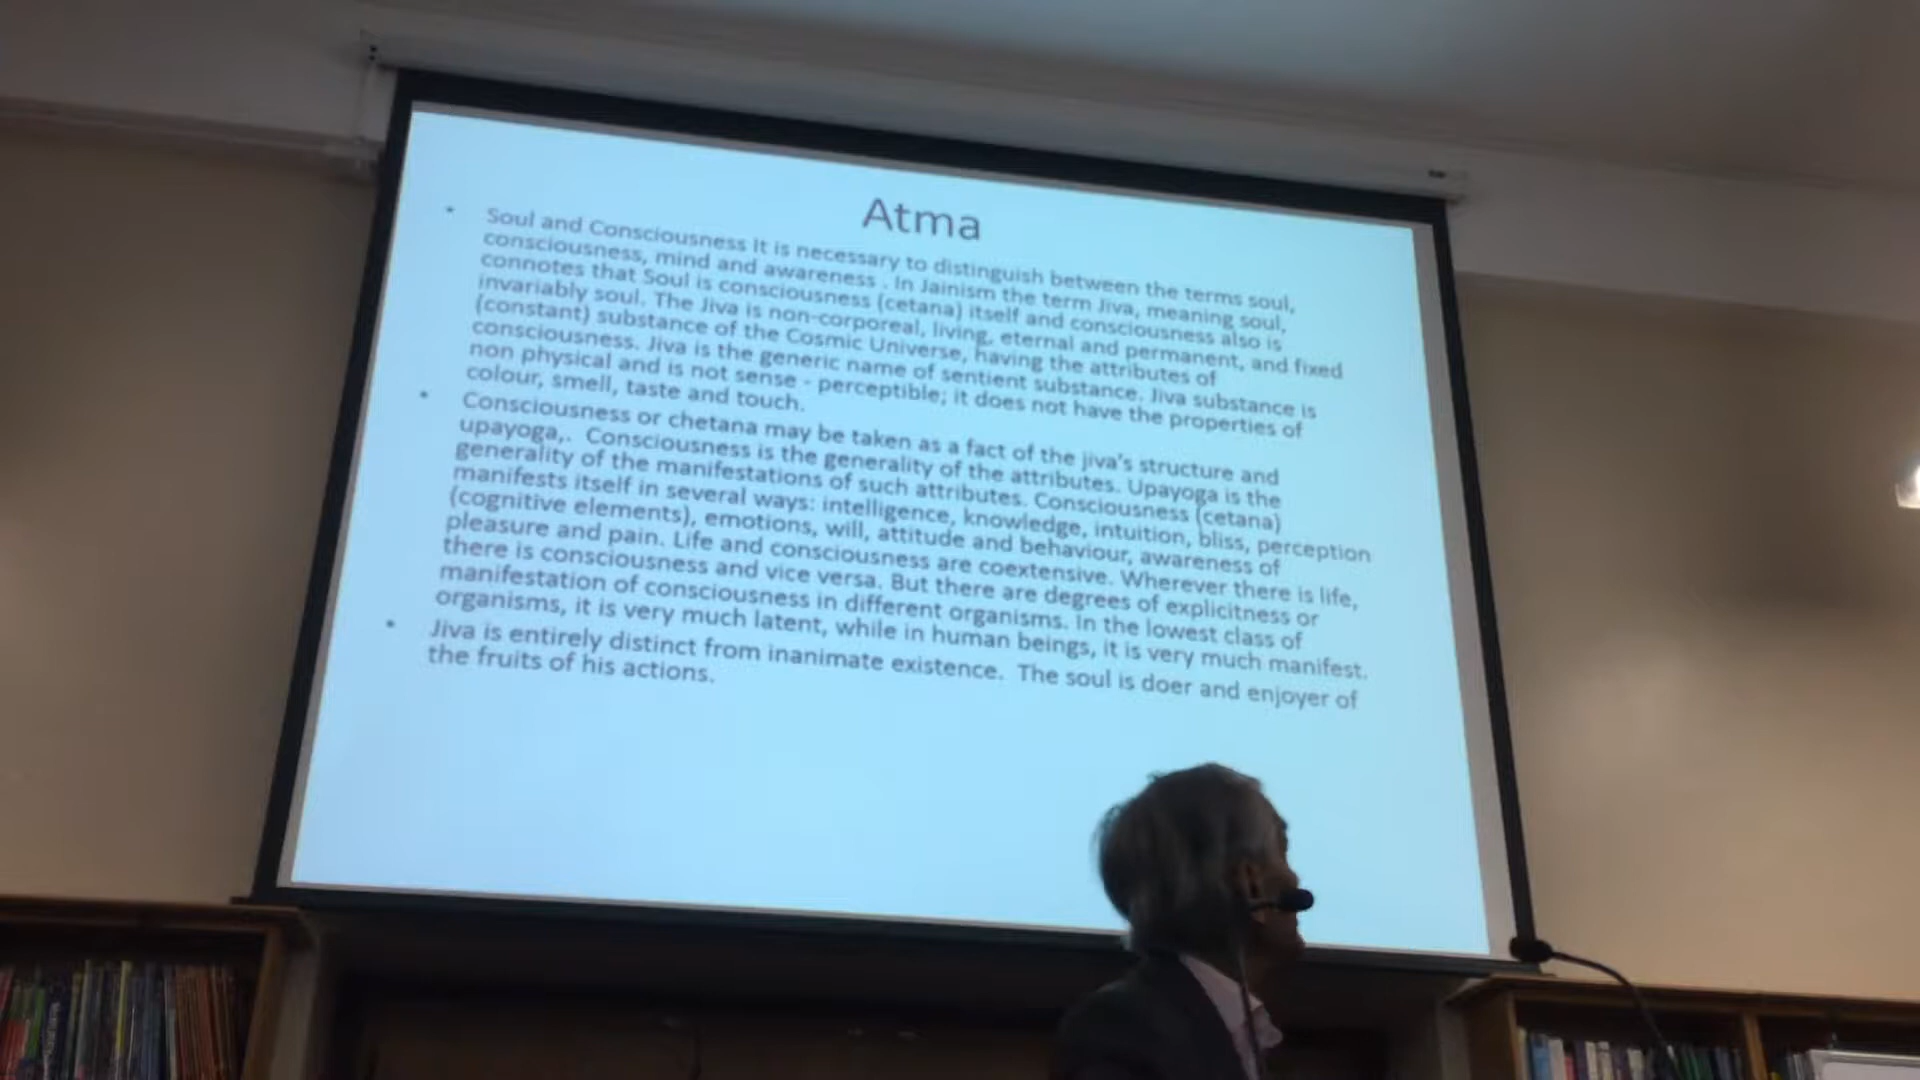 Atma
• Soul and Consciousness It is necessary to distinguish between the terms soul,
consciousness, mind and awareness . In Jainism the term Jiva, meaning soul,
connotes that Soul is consciousness (cetana) itself and consciousness also is
invariably soul. The Jiva is non-corporeal, living, eternal and permanent, and fixed
(constant) substance of the Cosmic Universe, having the attributes of
consciousness. Jiva is the generic name of sentient substance. Jiva substance is
non physical and is not sense - perceptible; it does not have the properties of
colour, smell, taste and touch.
• Consciousness or chetana may be taken as a fact of the jiva's structure and
upayoga,. Consciousness is the generality of the attributes. Upayoga is the
generality of the manifestations of such attributes. Consciousness (cetana)
manifests itself in several ways: intelligence, knowledge, intuition, bliss, perception
(cognitive elements), emotions, will, attitude and behaviour, awareness of
pleasure and pain. Life and consciousness are coextensive. Wherever there is life,
there is consciousness and vice versa. But there are degrees of explicitness or
manifestation of consciousness in different organisms. In the lowest class of
organisms, it is very much latent, while in human beings, it is very much manifest.
• Jiva is entirely distinct from inanimate existence. The soul is doer and enjoyer of
the fruits of his actions.